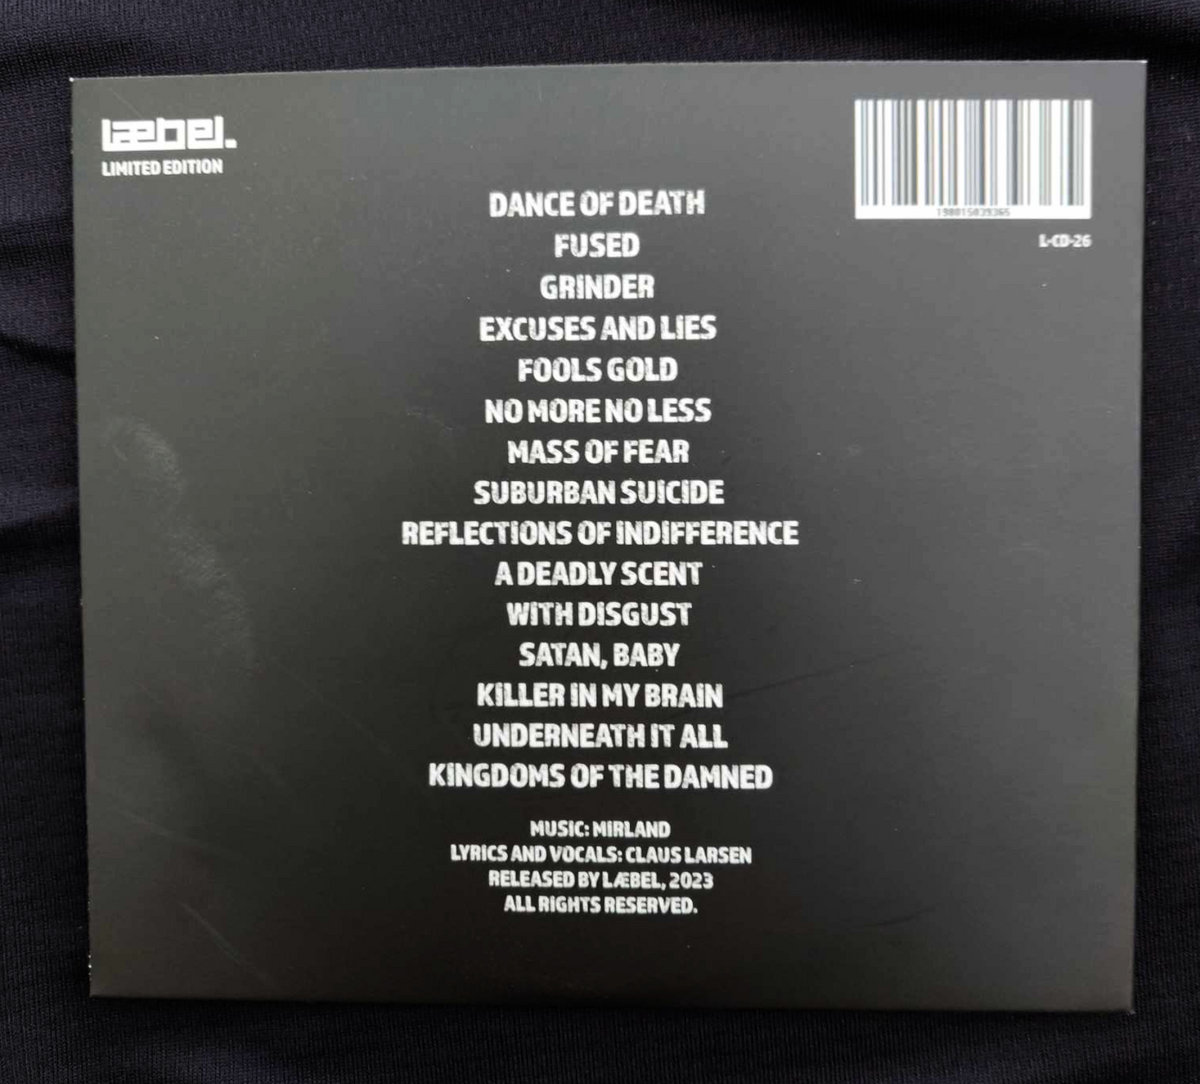 læbel.
LIMITED EDITION
198015039365
L-CD-26
DANCE OF DEATH
FUSED
GRINDER
EXCUSES AND LIES
FOOLS GOLD
NO MORE NO LESS
MASS OF FEAR
SUBURBAN SUICIDE
REFLECTIONS OF INDIFFERENCE
A DEADLY SCENT
WITH DISGUST
SATAN, BABY
KILLER IN MY BRAIN
UNDERNEATH IT ALL
KINGDOMS OF THE DAMNED
MUSIC: MIRLAND
LYRICS AND VOCALS: CLAUS LARSEN
RELEASED BY LÆBEL, 2023
ALL RIGHTS RESERVED.